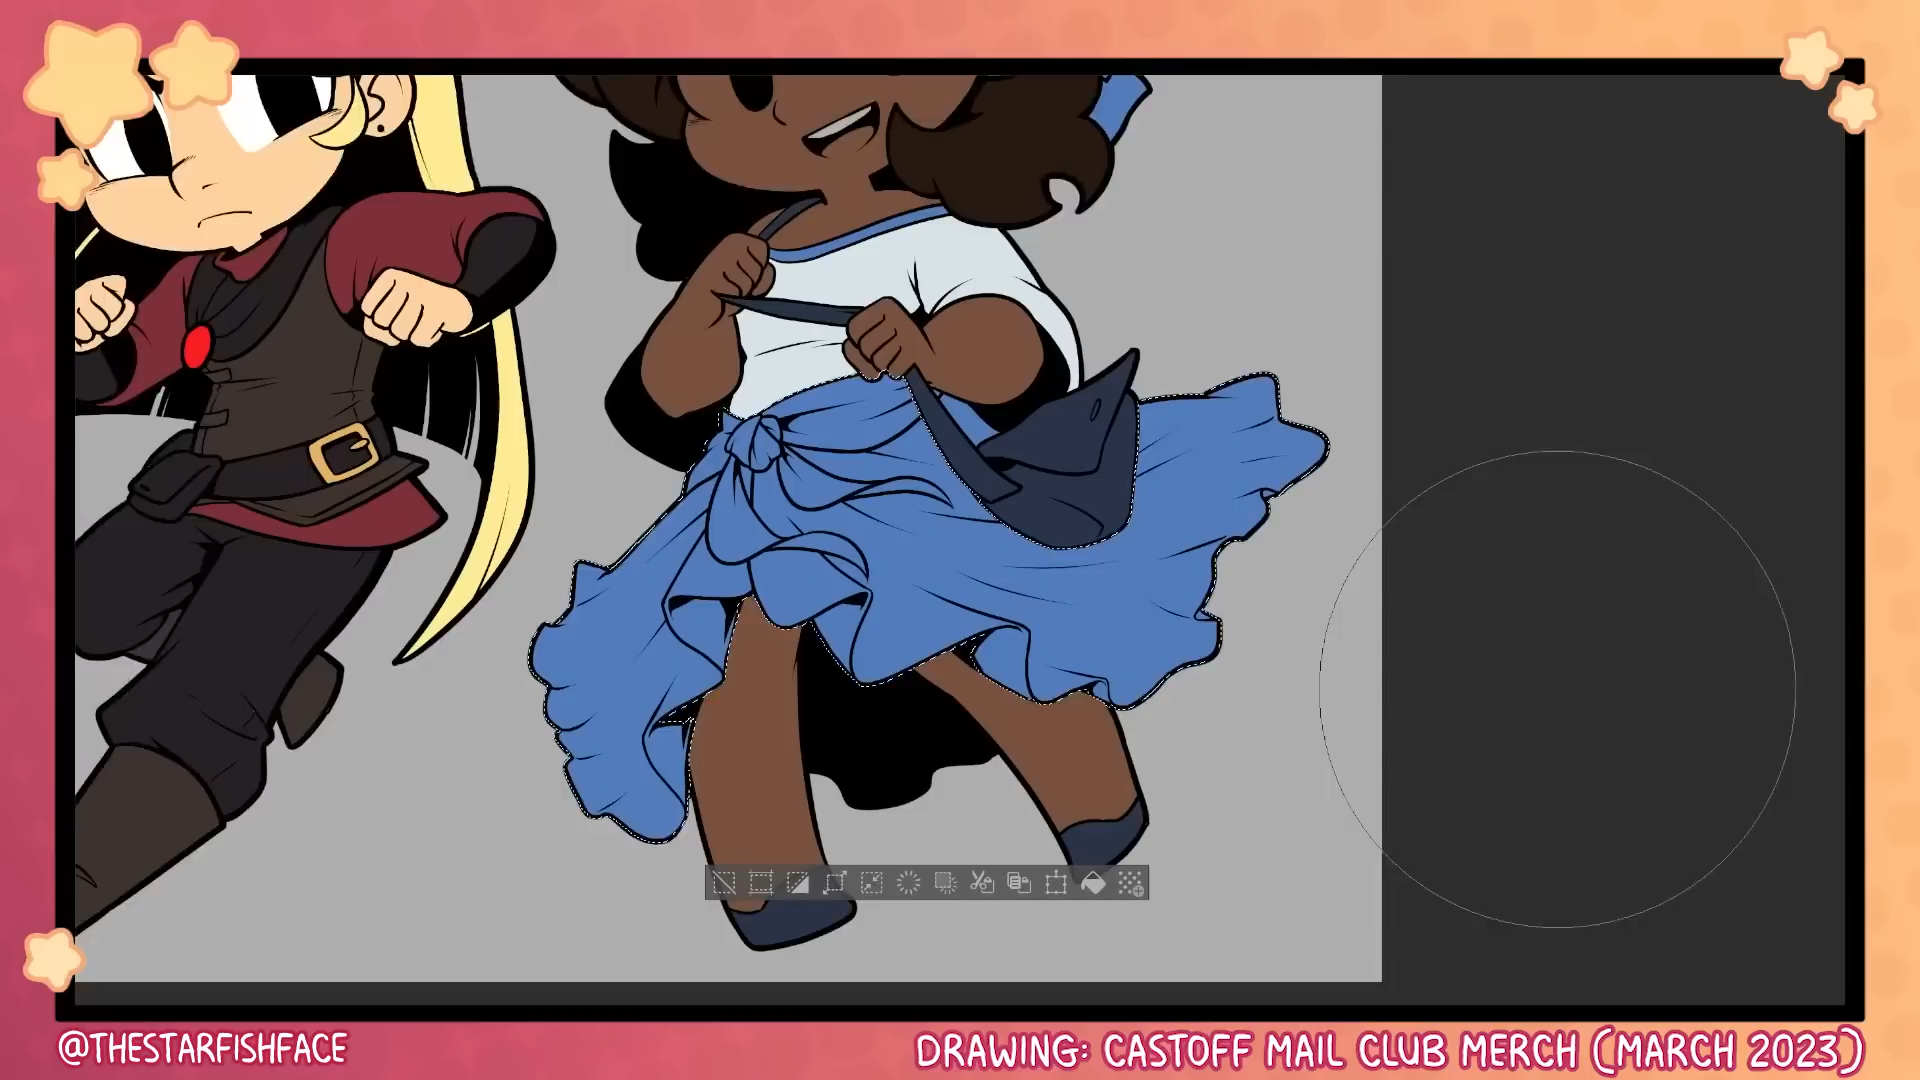 @THESTARFISHFACE
DRAWING: CASTOFF MAIL CLUB MERCH (MARCH 2023)